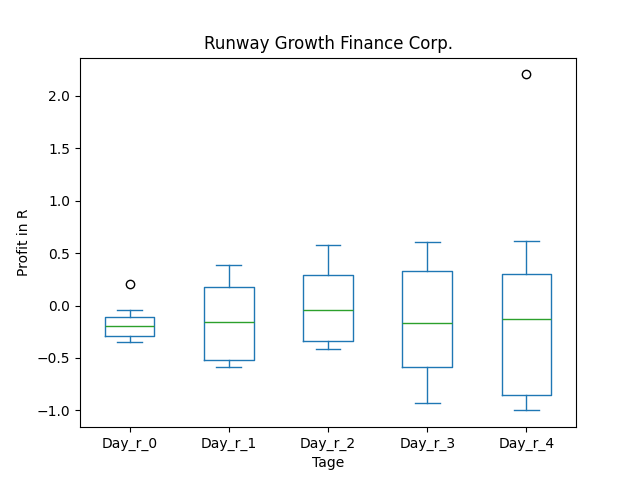 Runway Growth Finance Corp.
Profit in R
2.0
1.5
1.0
0.5
0.0
−0.5
−1.0
Day_r_0 Day_r_1 Day_r_2 Day_r_3 Day_r_4
Tage